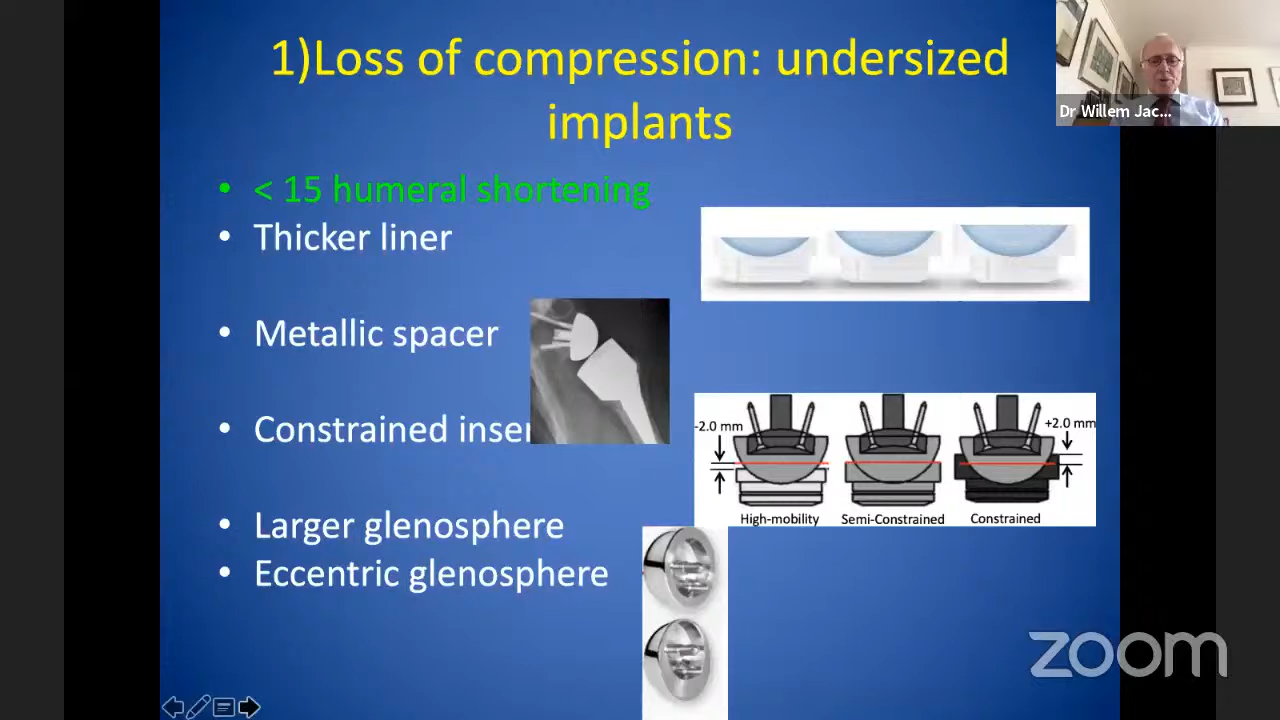 1)Loss of compression: undersized
implants
Dr Willem Jac...
• < 15 humeral shortening
• Thicker liner
• Metallic spacer
• Constrained inser
-2.0 mm
+2.0 mm
High-mobility
Semi-Constrained
Constrained
• Larger glenosphere
• Eccentric glenosphere
zoom